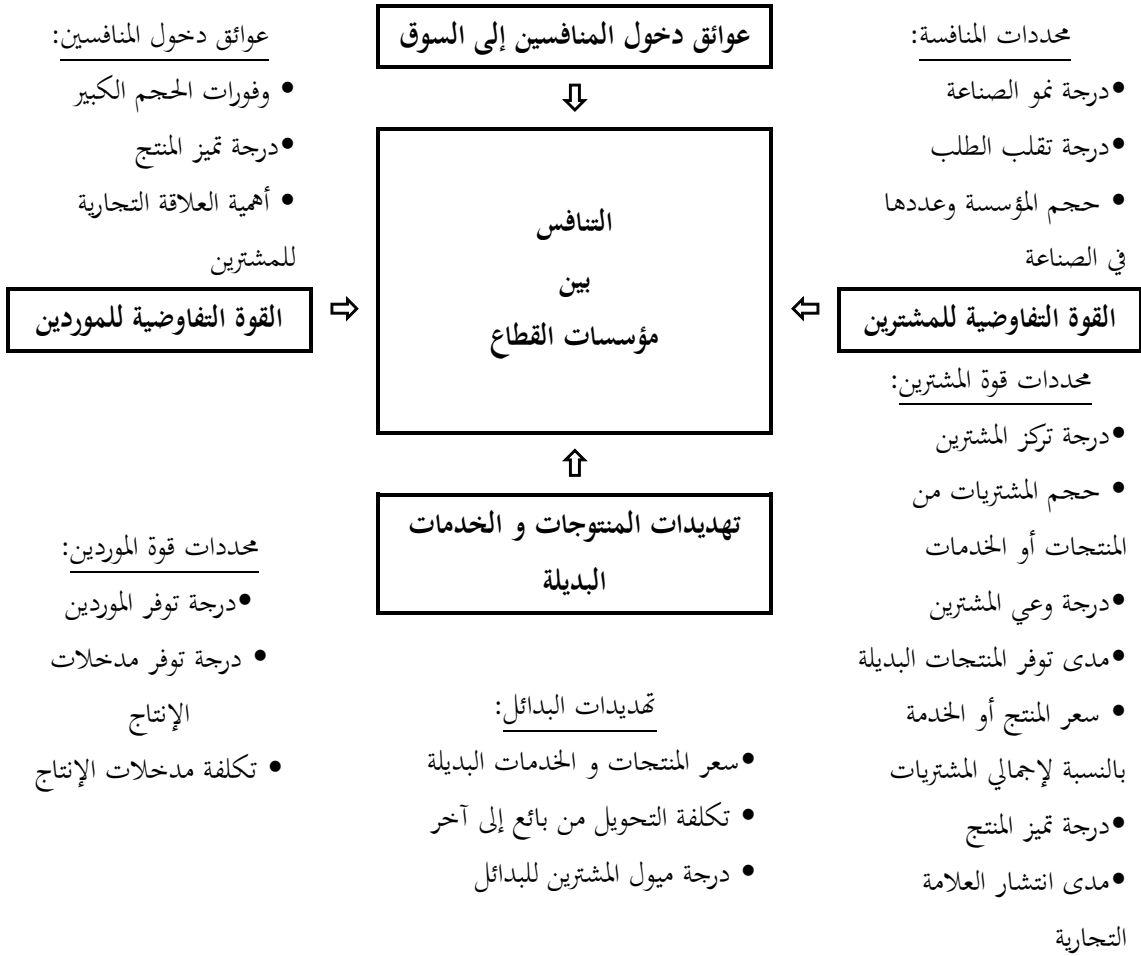 محددات المنافسة:
•درجة نمو الصناعة
•درجة تقلب الطلب
• حجم المؤسسة وعددها
في الصناعة
عوائق دخول المنافسين إلى السوق
عوائق دخول المنافسين:
• وفورات الحجم الكبير
•درجة تميز المنتج
• أهمية العلاقة التجارية
للمشترين
القوة التفاوضية للمشترين
التنافس
بين
مؤسسات القطاع
القوة التفاوضية للموردين
محددات قوة المشترين:
•درجة تركز المشترين
• حجم المشتريات من
المنتجات أو الخدمات
•درجة وعي المشترين
•مدى توفر المنتجات البديلة
• سعر المنتج أو الخدمة
بالنسبة لإجمالي المشتريات
•درجة تميز المنتج
•مدى انتشار العلامة
التجارية
تهديدات المنتوجات و الخدمات
البديلة
تهديدات البدائل:
•سعر المنتجات و الخدمات البديلة
• تكلفة التحويل من بائع إلى آخر
• درجة ميول المشترين للبدائل
محددات قوة الموردين:
•درجة توفر الموردين
• درجة توفر مدخلات
الإنتاج
• تكلفة مدخلات الإنتاج